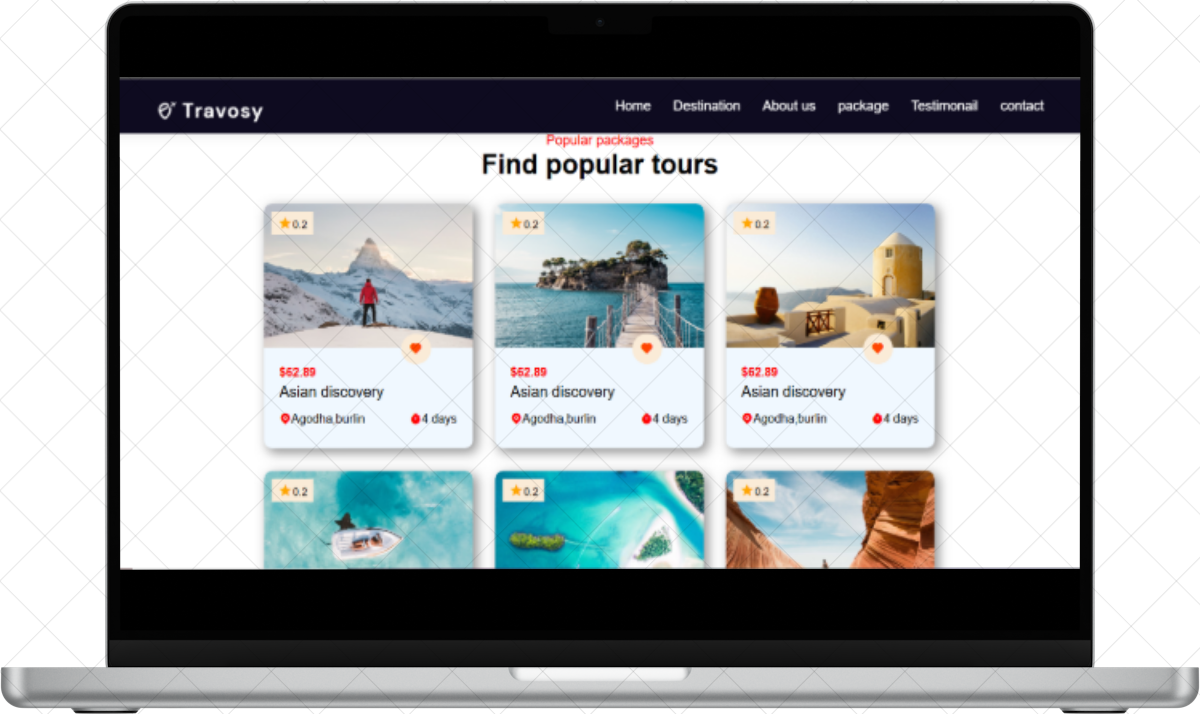 Travosy
Home Destination About us package Testimonail contact
Popular packages
Find popular tours
0.2 0.2 0.2
$62.89 $62.89 $62.89
Asian discovery Asian discovery Asian discovery
Agodha,burlin 4 days Agodha,burlin 4 days Agodha,burlin 4 days
0.2 0.2 0.2